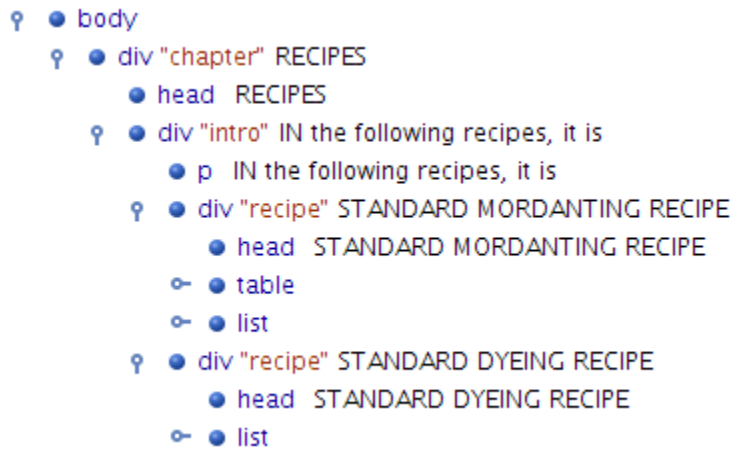 body
div "chapter" RECIPES
head RECIPES
div "intro" IN the following recipes, it is
p IN the following recipes, it is
div "recipe" STANDARD MORDANTING RECIPE
head STANDARD MORDANTING RECIPE
table
list
div "recipe" STANDARD DYEING RECIPE
head STANDARD DYEING RECIPE
list